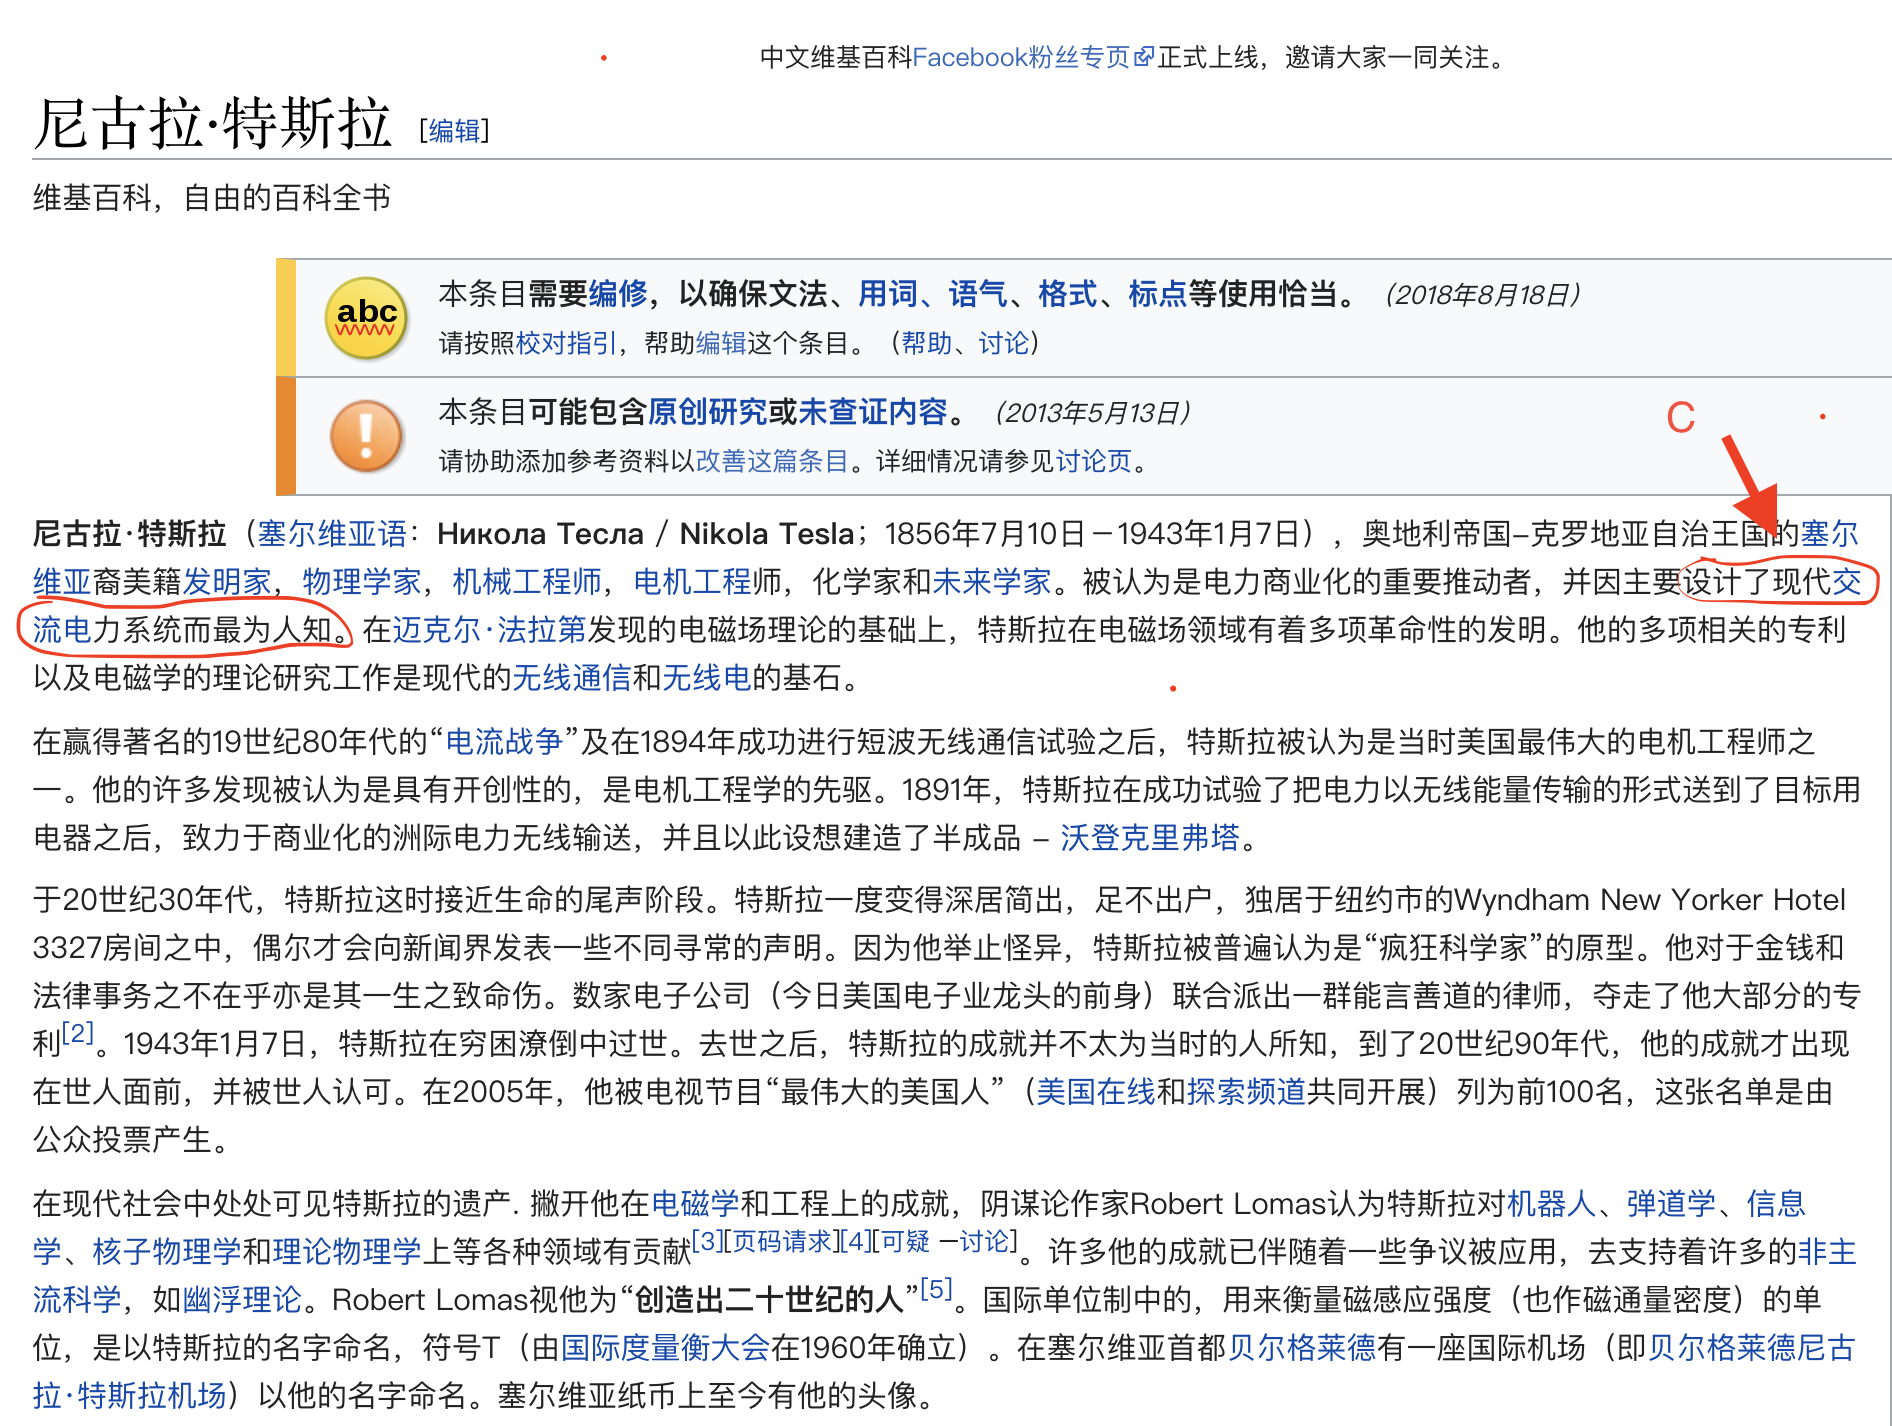 中文维基百科Facebook粉丝专页正式上线，邀请大家一同关注。
尼古拉·特斯拉 [编辑]
维基百科，自由的百科全书
abc
本条目需要编修，以确保文法、用词、语气、格式、标点等使用恰当。（2018年8月18日）
请按照校对指引，帮助编辑这个条目。（帮助、讨论）
本条目可能包含原创研究或未查证内容。（2013年5月13日）
请协助添加参考资料以改善这篇条目。详细情况请参见讨论页。
C
尼古拉·特斯拉（塞尔维亚语：Никола Тесла / Nikola Tesla；1856年7月10日－1943年1月7日），奥地利帝国-克罗地亚自治王国的塞尔
维亚裔美籍发明家，物理学家，机械工程师，电机工程师，化学家和未来学家。被认为是电力商业化的重要推动者，并因主要设计了现代交
流电力系统而最为人知。在迈克尔·法拉第发现的电磁场理论的基础上，特斯拉在电磁场领域有着多项革命性的发明。他的多项相关的专利
以及电磁学的理论研究工作是现代的无线通信和无线电的基石。
在赢得著名的19世纪80年代的“电流战争”及在1894年成功进行短波无线通信试验之后，特斯拉被认为是当时美国最伟大的电机工程师之
一。他的许多发现被认为是具有开创性的，是电机工程学的先驱。1891年，特斯拉在成功试验了把电力以无线能量传输的形式送到了目标用
电器之后，致力于商业化的洲际电力无线输送，并且以此设想建造了半成品 – 沃登克里弗塔。
于20世纪30年代，特斯拉这时接近生命的尾声阶段。特斯拉一度变得深居简出，足不出户，独居于纽约市的Wyndham New Yorker Hotel
3327房间之中，偶尔才会向新闻界发表一些不同寻常的声明。因为他举止怪异，特斯拉被普遍认为是“疯狂科学家”的原型。他对于金钱和
法律事务之不在乎亦是其一生之致命伤。数家电子公司（今日美国电子业龙头的前身）联合派出一群能言善道的律师，夺走了他大部分的专
利[2]。1943年1月7日，特斯拉在穷困潦倒中过世。去世之后，特斯拉的成就并不太为当时的人所知，到了20世纪90年代，他的成就才出现
在世人面前，并被世人认可。在2005年，他被电视节目“最伟大的美国人”（美国在线和探索频道共同开展）列为前100名，这张名单是由
公众投票产生。
在现代社会中处处可见特斯拉的遗产. 撇开他在电磁学和工程上的成就，阴谋论作家Robert Lomas认为特斯拉对机器人、弹道学、信息
学、核子物理学和理论物理学上等各种领域有贡献[3][页码请求][4][可疑 –讨论]。许多他的成就已伴随着一些争议被应用，去支持着许多的非主
流科学，如幽浮理论。Robert Lomas视他为“创造出二十世纪的人”[5]。国际单位制中的，用来衡量磁感应强度（也作磁通量密度）的单
位，是以特斯拉的名字命名，符号T（由国际度量衡大会在1960年确立）。在塞尔维亚首都贝尔格莱德有一座国际机场（即贝尔格莱德尼古
拉·特斯拉机场）以他的名字命名。塞尔维亚纸币上至今有他的头像。